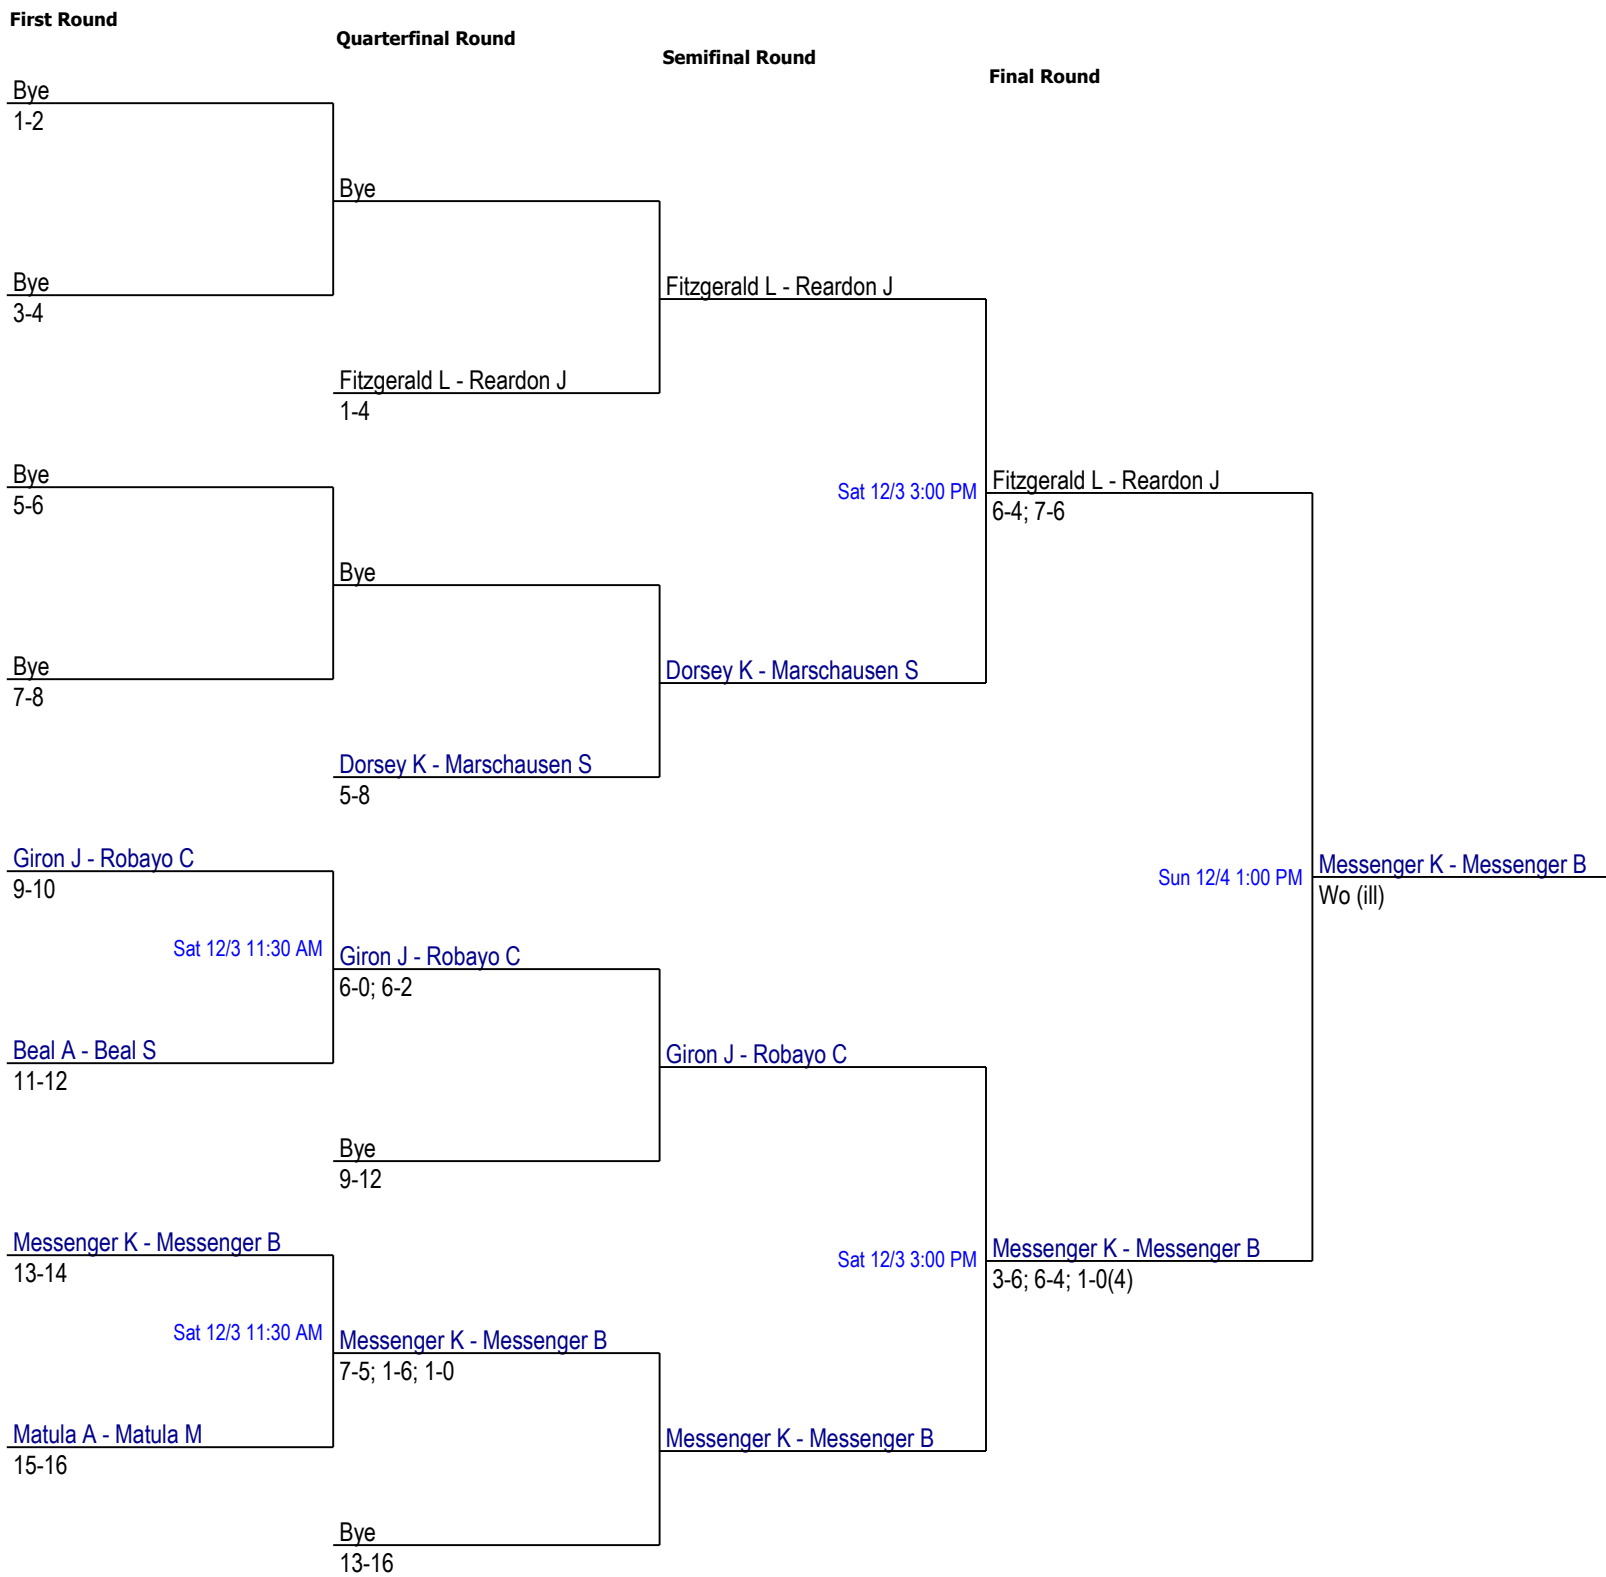 First Round
Quarterfinal Round
Semifinal Round
Final Round
Bye
1-2
Bye
Bye
3-4
Fitzgerald L - Reardon J
Fitzgerald L - Reardon J
1-4
Bye
5-6
Sat 12/3 3:00 PM
Fitzgerald L - Reardon J
6-4; 7-6
Bye
Bye
7-8
Dorsey K - Marschausen S
Dorsey K - Marschausen S
5-8
Giron J - Robayo C
9-10
Sun 12/4 1:00 PM
Messenger K - Messenger B
Wo (ill)
Sat 12/3 11:30 AM
Giron J - Robayo C
6-0; 6-2
Beal A - Beal S
11-12
Giron J - Robayo C
Bye
9-12
Messenger K - Messenger B
13-14
Sat 12/3 3:00 PM
Messenger K - Messenger B
3-6; 6-4; 1-0(4)
Sat 12/3 11:30 AM
Messenger K - Messenger B
7-5; 1-6; 1-0
Matula A - Matula M
15-16
Messenger K - Messenger B
Bye
13-16